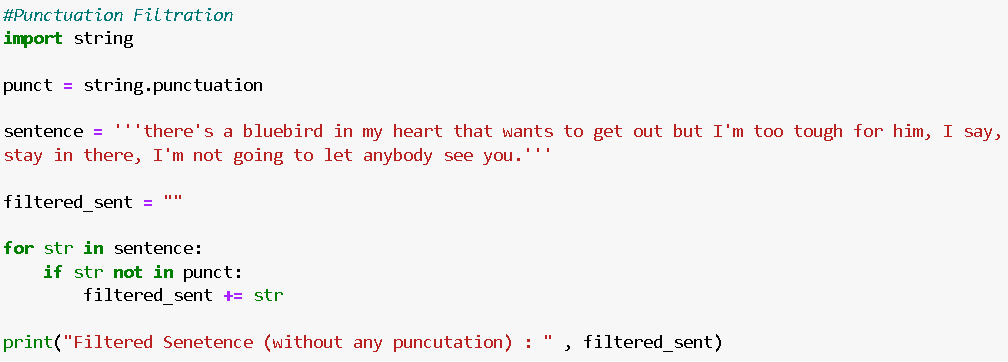 #Punctuation Filtration
import string
punct = string.punctuation
sentence = '''there's a bluebird in my heart that wants to get out but I'm too tough for him, I say,
stay in there, I'm not going to let anybody see you.'''
filtered_sent = ""
for str in sentence:
    if str not in punct:
        filtered_sent += str
print("Filtered Senetence (without any puncutation) : " , filtered_sent)